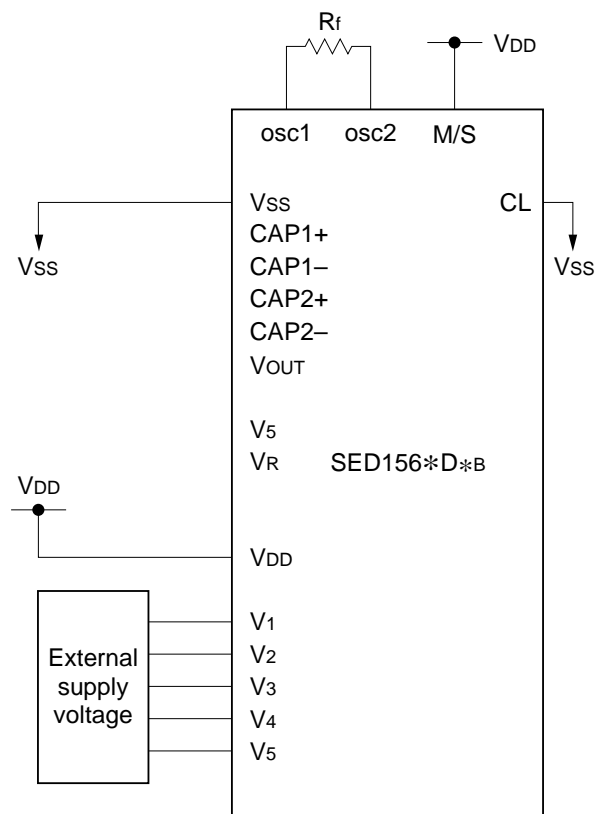 Rf
VDD
osc1 osc2 M/S
VSS CL
CAP1+
VSS CAP1– VSS
CAP2+
CAP2–
VOUT
V5
VR SED156*D*B
VDD
VDD
V1
External supply voltage
V2
V3
V4
V5